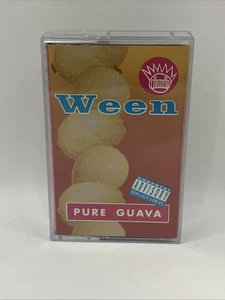 Ween
PARENTAL
ADVISORY
EXPLICIT LYRICS
PURE GUAVA